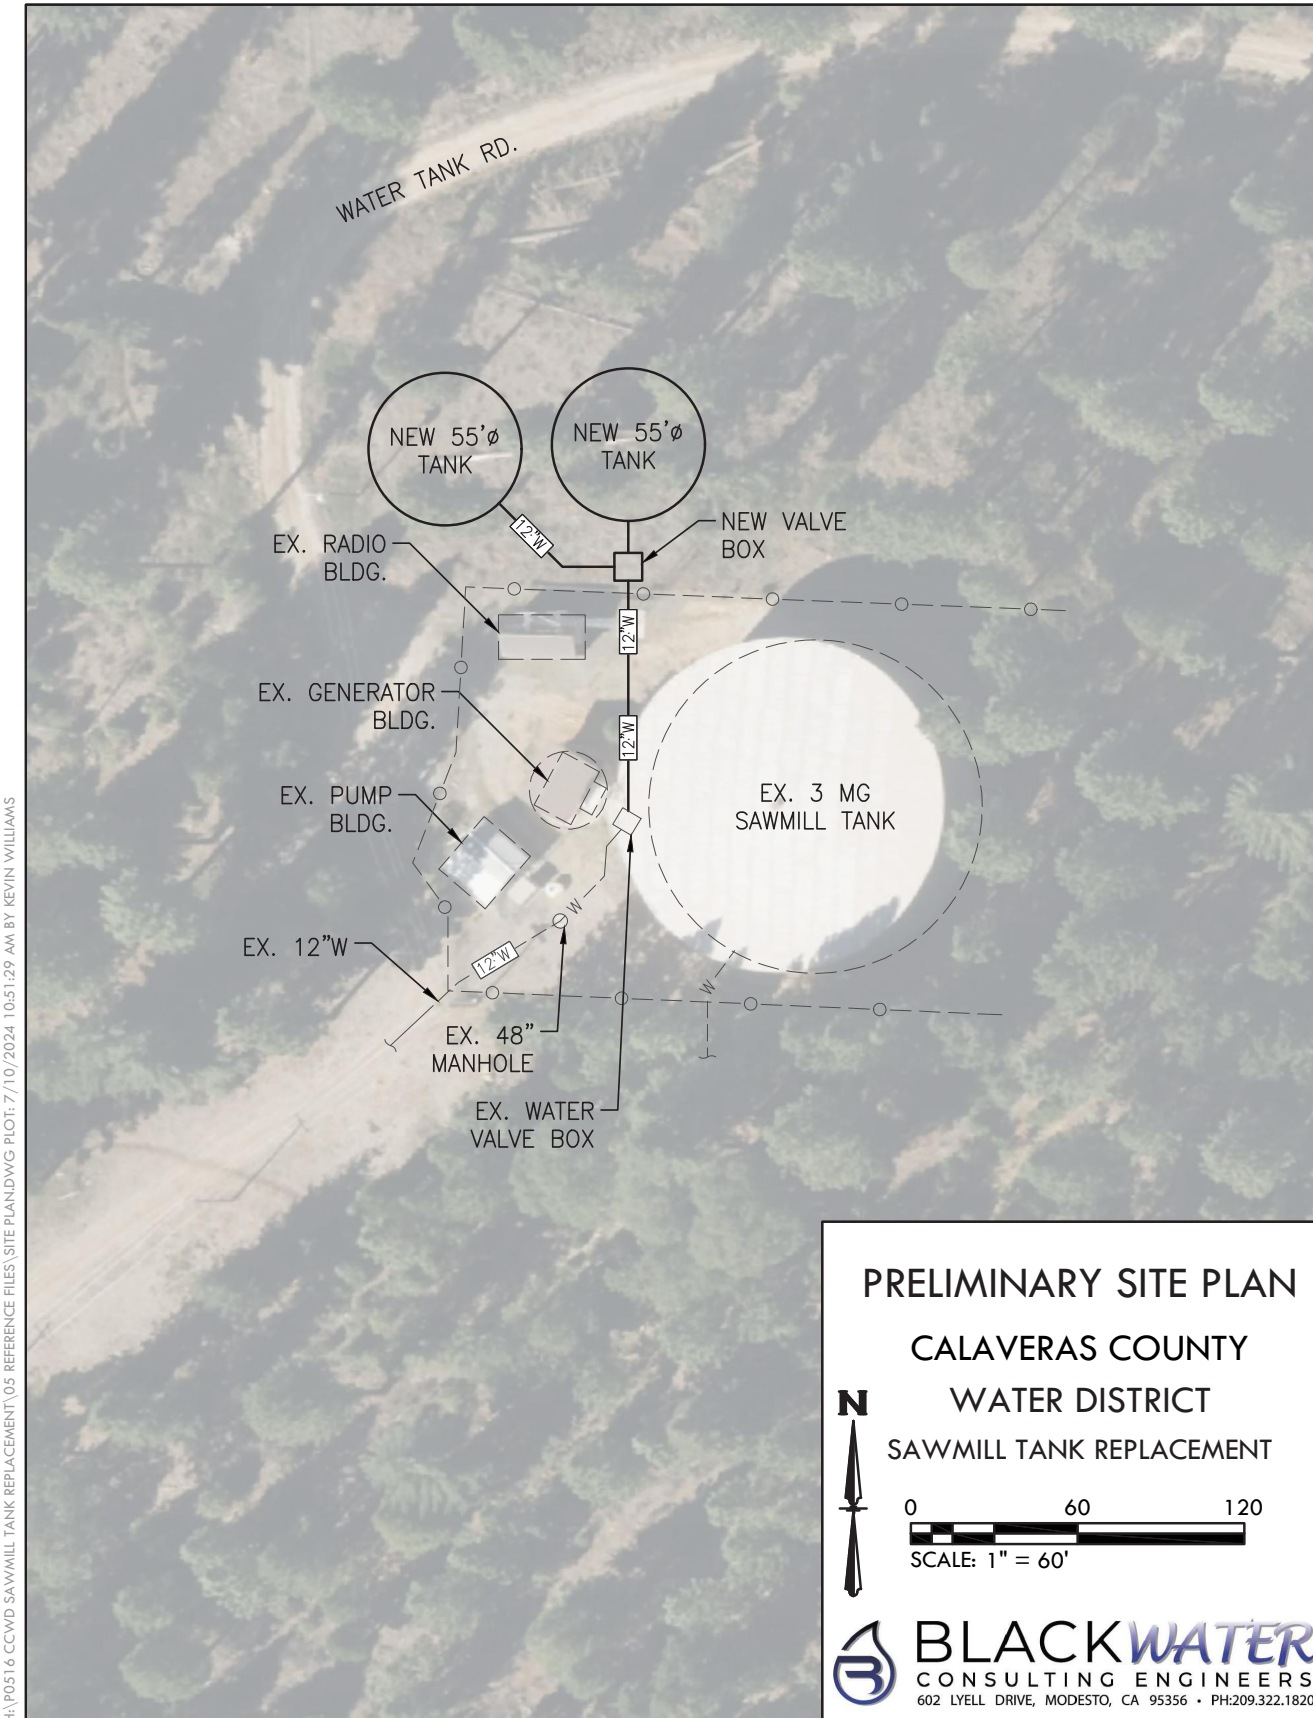 WATER TANK RD.
NEW 55'ø
TANK
NEW 55'ø
TANK
12"W
NEW VALVE
BOX
EX. RADIO
BLDG.
12"W
EX. GENERATOR
BLDG.
12"W
EX. PUMP
BLDG.
EX. 3 MG
SAWMILL TANK
W
EX. 12"W
12"W
W
EX. 48"
MANHOLE
EX. WATER
VALVE BOX
H:\P0516 CCWD SAWMILL TANK REPLACEMENT\05 REFERENCE FILES\SITE PLAN.DWG PLOT: 7/10/2024 10:51:29 AM BY KEVIN WILLIAMS
PRELIMINARY SITE PLAN
CALAVERAS COUNTY
WATER DISTRICT
N
SAWMILL TANK REPLACEMENT
0 60 120
SCALE: 1" = 60'
BLACKWATER
CONSULTING ENGINEERS
602 LYELL DRIVE, MODESTO, CA 95356 • PH:209.322.1820